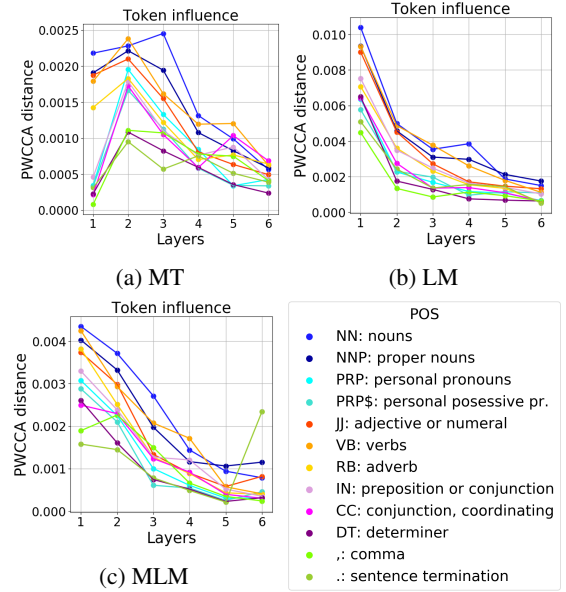 Token influence
0.0025
0.0020
0.0015
0.0010
0.0005
0.0000
PWCCA distance
1 2 3 4 5 6
Layers
(a) MT
Token influence
0.010
0.008
0.006
0.004
0.002
0.000
PWCCA distance
1 2 3 4 5 6
Layers
(b) LM
Token influence
0.004
0.003
0.002
0.001
0.000
PWCCA distance
1 2 3 4 5 6
Layers
(c) MLM
POS
NN: nouns
NNP: proper nouns
PRP: personal pronouns
PRP$: personal posessive pr.
JJ: adjective or numeral
VB: verbs
RB: adverb
IN: preposition or conjunction
CC: conjunction, coordinating
DT: determiner
,: comma
.: sentence termination